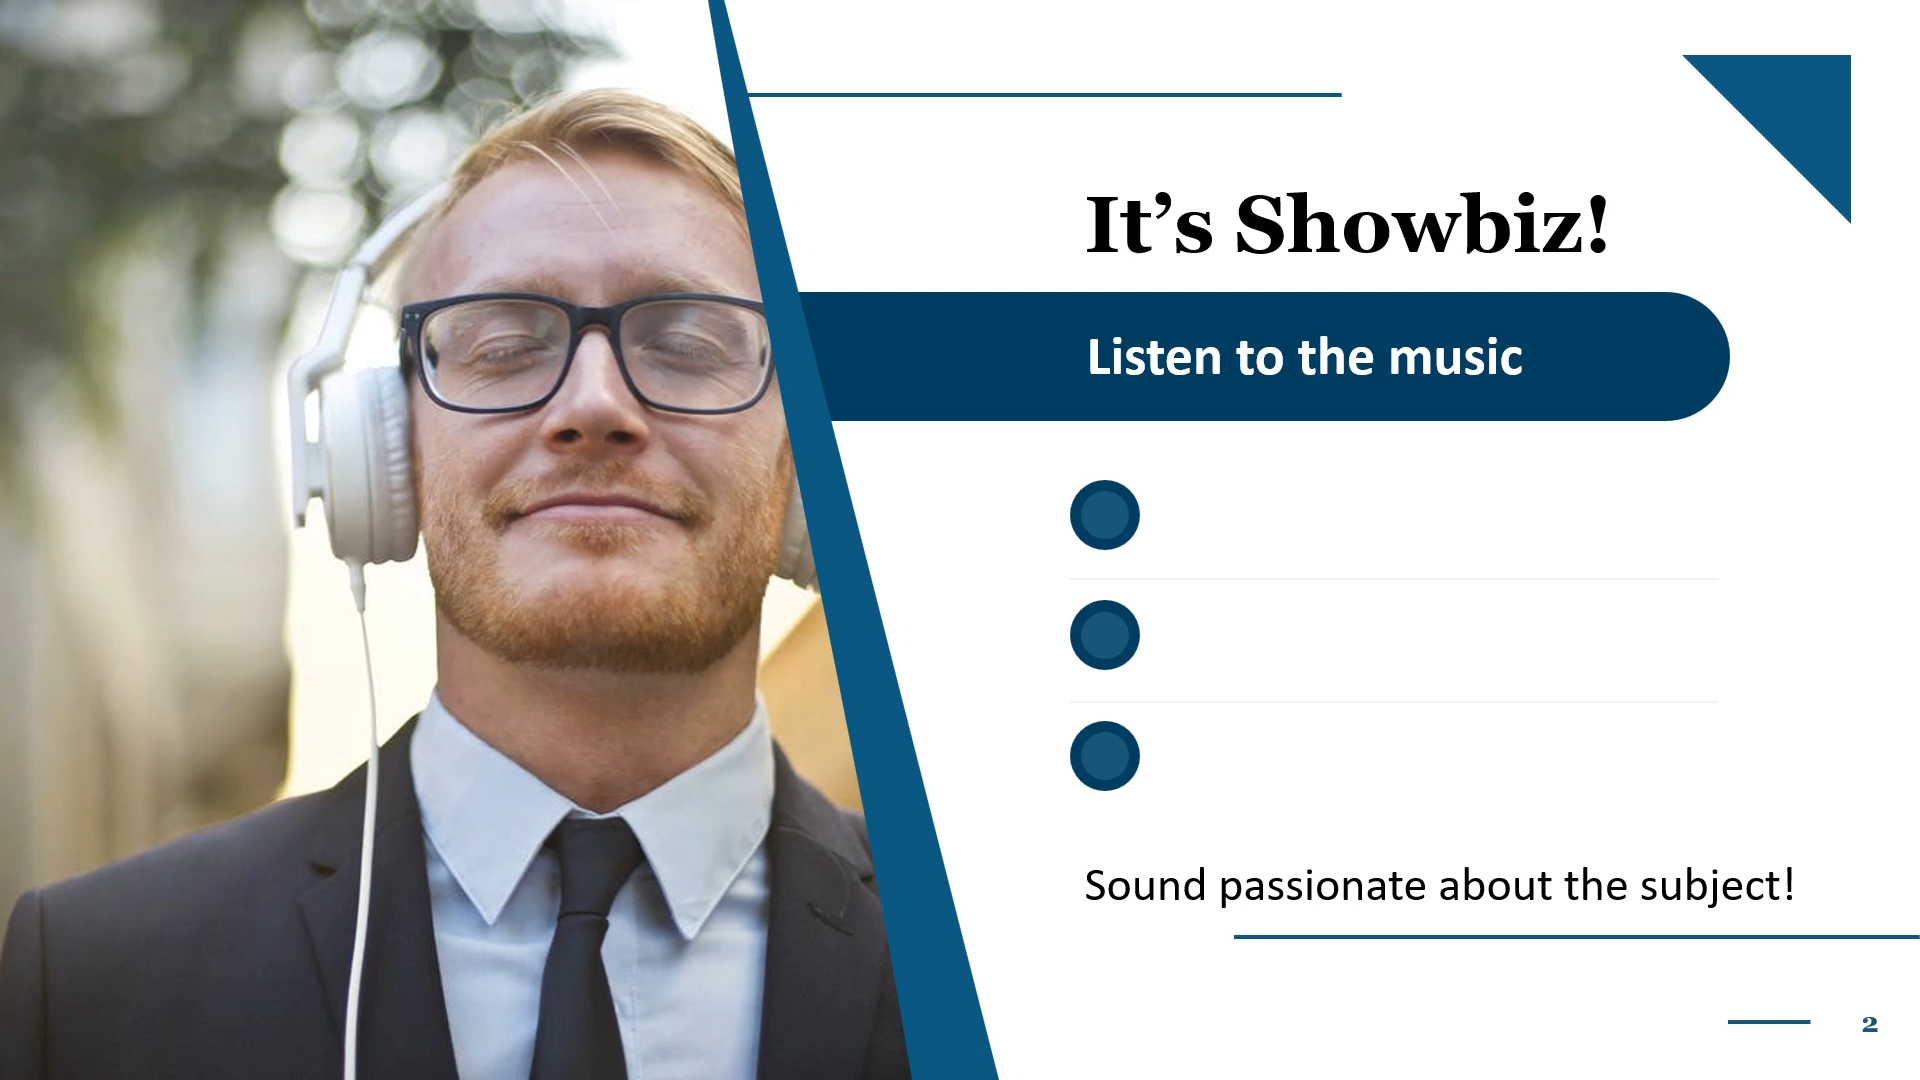 It’s Showbiz!
Listen to the music
Sound passionate about the subject!
2